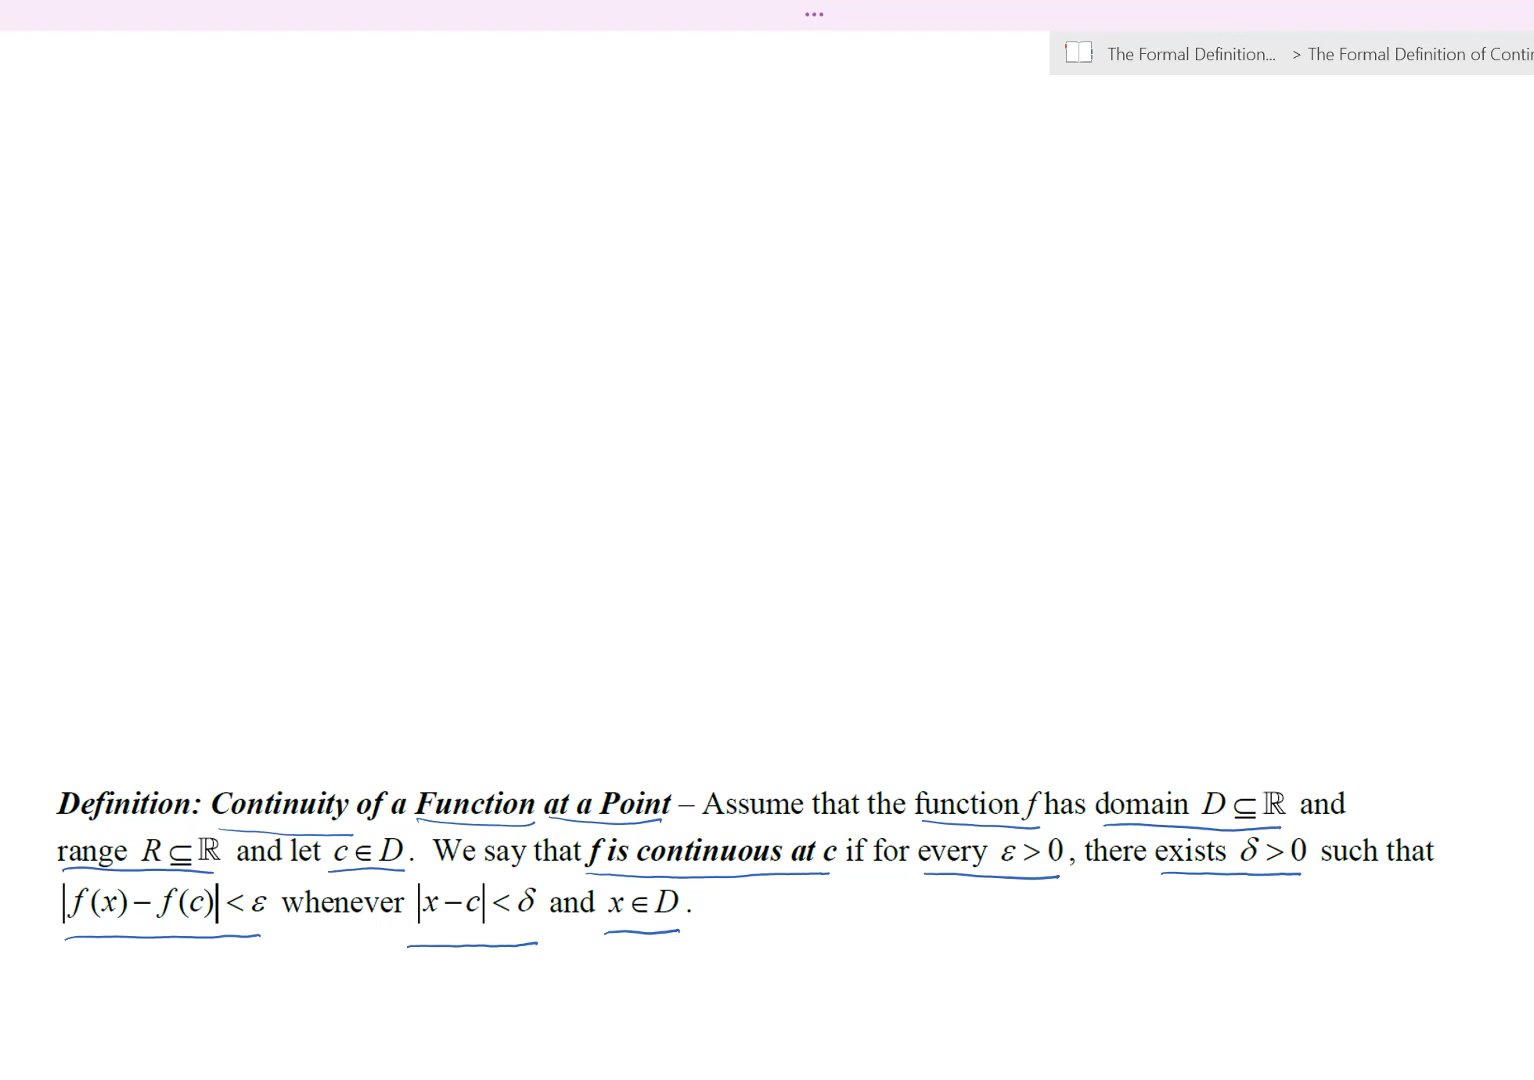 ...
The Formal Definition... > The Formal Definition of Contin
Definition: Continuity of a Function at a Point – Assume that the function f has domain D ⊆ ℝ and
range R ⊆ ℝ and let c ∈ D. We say that f is continuous at c if for every ε > 0, there exists δ > 0 such that
|f(x) − f(c)| < ε whenever |x − c| < δ and x ∈ D.